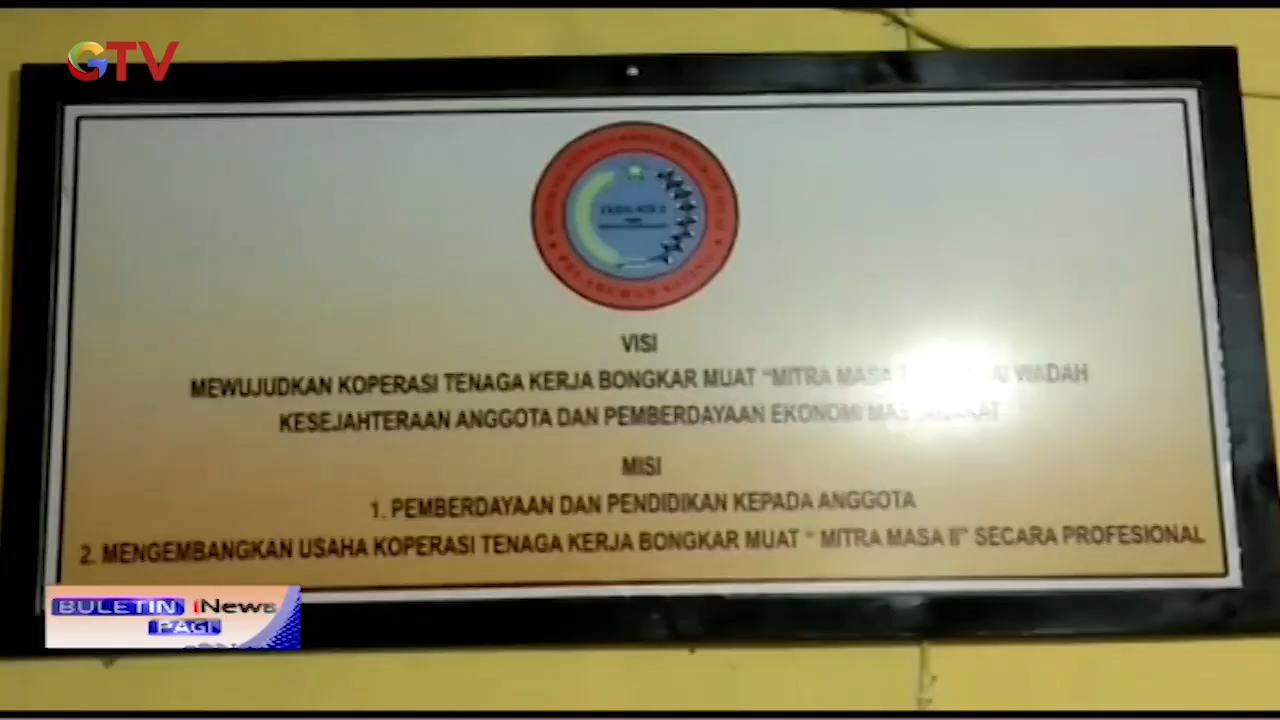 GTV
VISI
MEWUJUDKAN KOPERASI TENAGA KERJA BONGKAR MUAT “MITRA MASA WADAH
KESEJAHTERAAN ANGGOTA DAN PEMBERDAYAAN EKONOMI
MISI
1. PEMBERDAYAAN DAN PENDIDIKAN KEPADA ANGGOTA
2. MENGEMBANGKAN USAHA KOPERASI TENAGA KERJA BONGKAR MUAT “ MITRA MASA II” SECARA PROFESIONAL
BULETIN iNews
PAGI